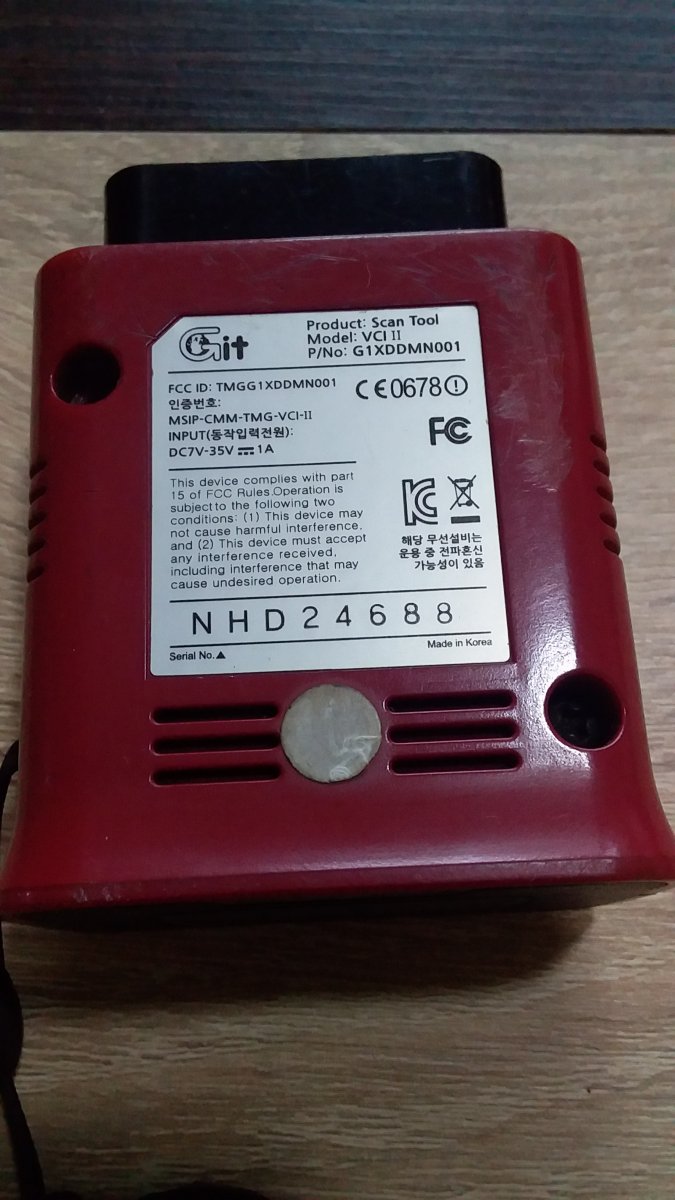 Git
Product: Scan Tool
Model: VCI II
P/No: G1XDDMN001
FCC ID: TMGG1XDDMN001
인증번호:
MSIP-CMM-TMG-VCI-II
INPUT(동작입력전원):
DC7V-35V ⎓ 1A
CE0678
FC
This device complies with part
15 of FCC Rules.Operation is
subject to the following two
conditions: (1) This device may
not cause harmful interference,
and (2) This device must accept
any interference received,
including interference that may
cause undesired operation.
KC
해당 무선설비는
운용 중 전파혼신
가능성이 있음
NHD24688
Serial No.▲
Made in Korea